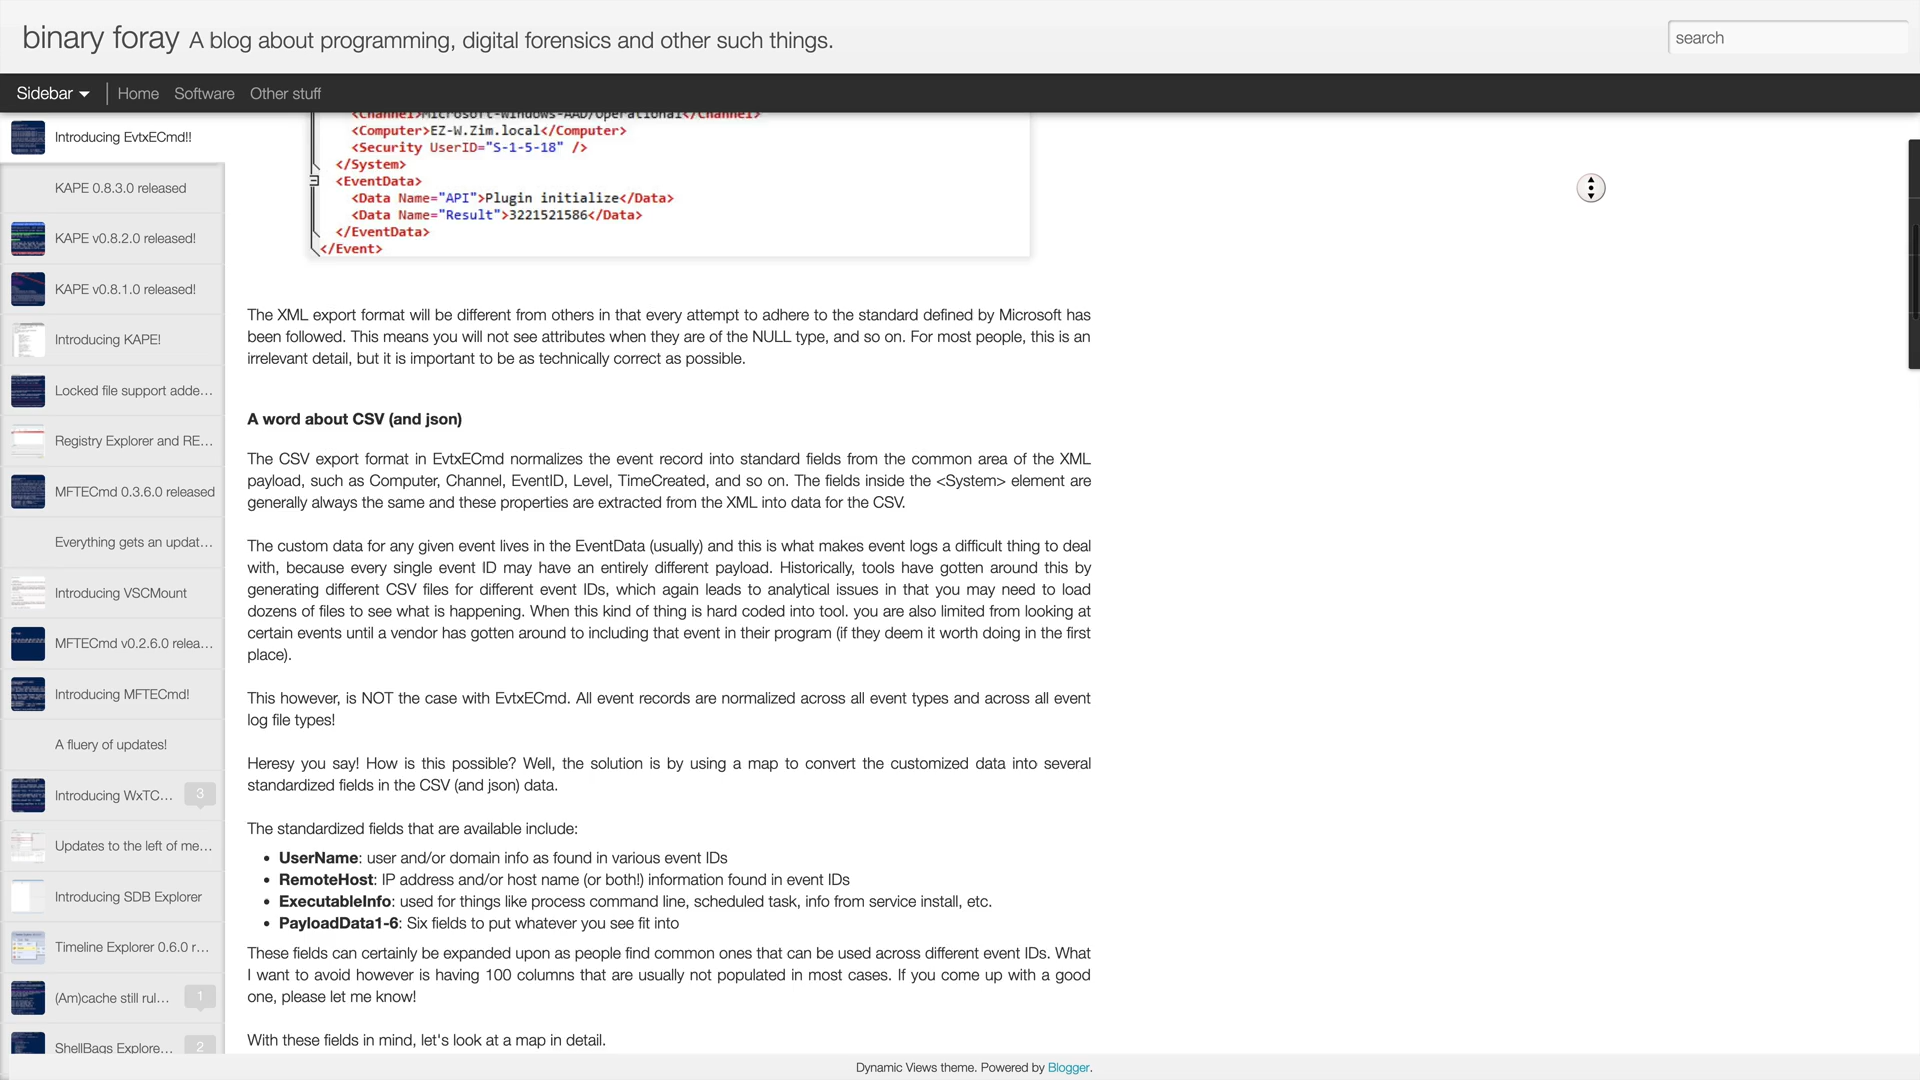 binary foray A blog about programming, digital forensics and other such things.
search
Sidebar Home Software Other stuff
Introducing EvtxECmd!!
KAPE 0.8.3.0 released
KAPE v0.8.2.0 released!
KAPE v0.8.1.0 released!
Introducing KAPE!
Locked file support adde...
Registry Explorer and RE...
MFTECmd 0.3.6.0 released
Everything gets an updat...
Introducing VSCMount
MFTECmd v0.2.6.0 relea...
Introducing MFTECmd!
A fluery of updates!
Introducing WxTC... 3
Updates to the left of me...
Introducing SDB Explorer
Timeline Explorer 0.6.0 r...
(Am)cache still rul... 1
ShellBags Explore... 2
<Channel>Microsoft-Windows-AAD/Operational</Channel>
<Computer>EZ-W.Zim.local</Computer>
<Security UserID="S-1-5-18" />
</System>
<EventData>
<Data Name="API">Plugin initialize</Data>
<Data Name="Result">3221521586</Data>
</EventData>
</Event>
The XML export format will be different from others in that every attempt to adhere to the standard defined by Microsoft has
been followed. This means you will not see attributes when they are of the NULL type, and so on. For most people, this is an
irrelevant detail, but it is important to be as technically correct as possible.
A word about CSV (and json)
The CSV export format in EvtxECmd normalizes the event record into standard fields from the common area of the XML
payload, such as Computer, Channel, EventID, Level, TimeCreated, and so on. The fields inside the <System> element are
generally always the same and these properties are extracted from the XML into data for the CSV.
The custom data for any given event lives in the EventData (usually) and this is what makes event logs a difficult thing to deal
with, because every single event ID may have an entirely different payload. Historically, tools have gotten around this by
generating different CSV files for different event IDs, which again leads to analytical issues in that you may need to load
dozens of files to see what is happening. When this kind of thing is hard coded into tool. you are also limited from looking at
certain events until a vendor has gotten around to including that event in their program (if they deem it worth doing in the first
place).
This however, is NOT the case with EvtxECmd. All event records are normalized across all event types and across all event
log file types!
Heresy you say! How is this possible? Well, the solution is by using a map to convert the customized data into several
standardized fields in the CSV (and json) data.
The standardized fields that are available include:
• UserName: user and/or domain info as found in various event IDs
• RemoteHost: IP address and/or host name (or both!) information found in event IDs
• ExecutableInfo: used for things like process command line, scheduled task, info from service install, etc.
• PayloadData1-6: Six fields to put whatever you see fit into
These fields can certainly be expanded upon as people find common ones that can be used across different event IDs. What
I want to avoid however is having 100 columns that are usually not populated in most cases. If you come up with a good
one, please let me know!
With these fields in mind, let's look at a map in detail.
Dynamic Views theme. Powered by Blogger.